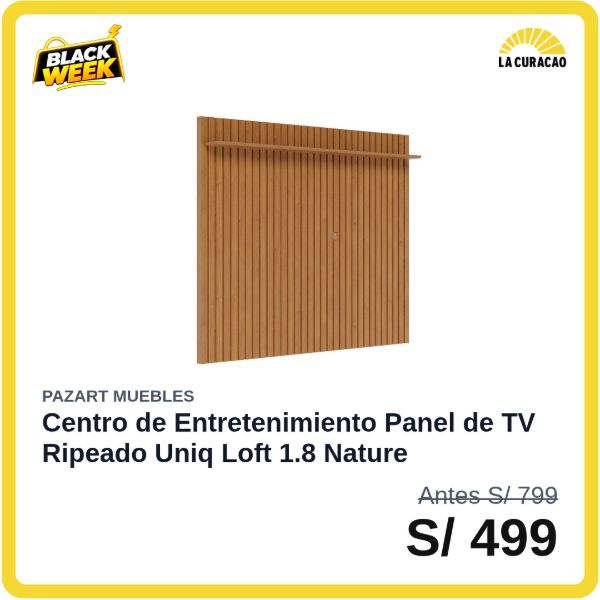 BLACK
WEEK
LA CURACAO
PAZART MUEBLES
Centro de Entretenimiento Panel de TV
Ripeado Uniq Loft 1.8 Nature
Antes S/ 799
S/ 499